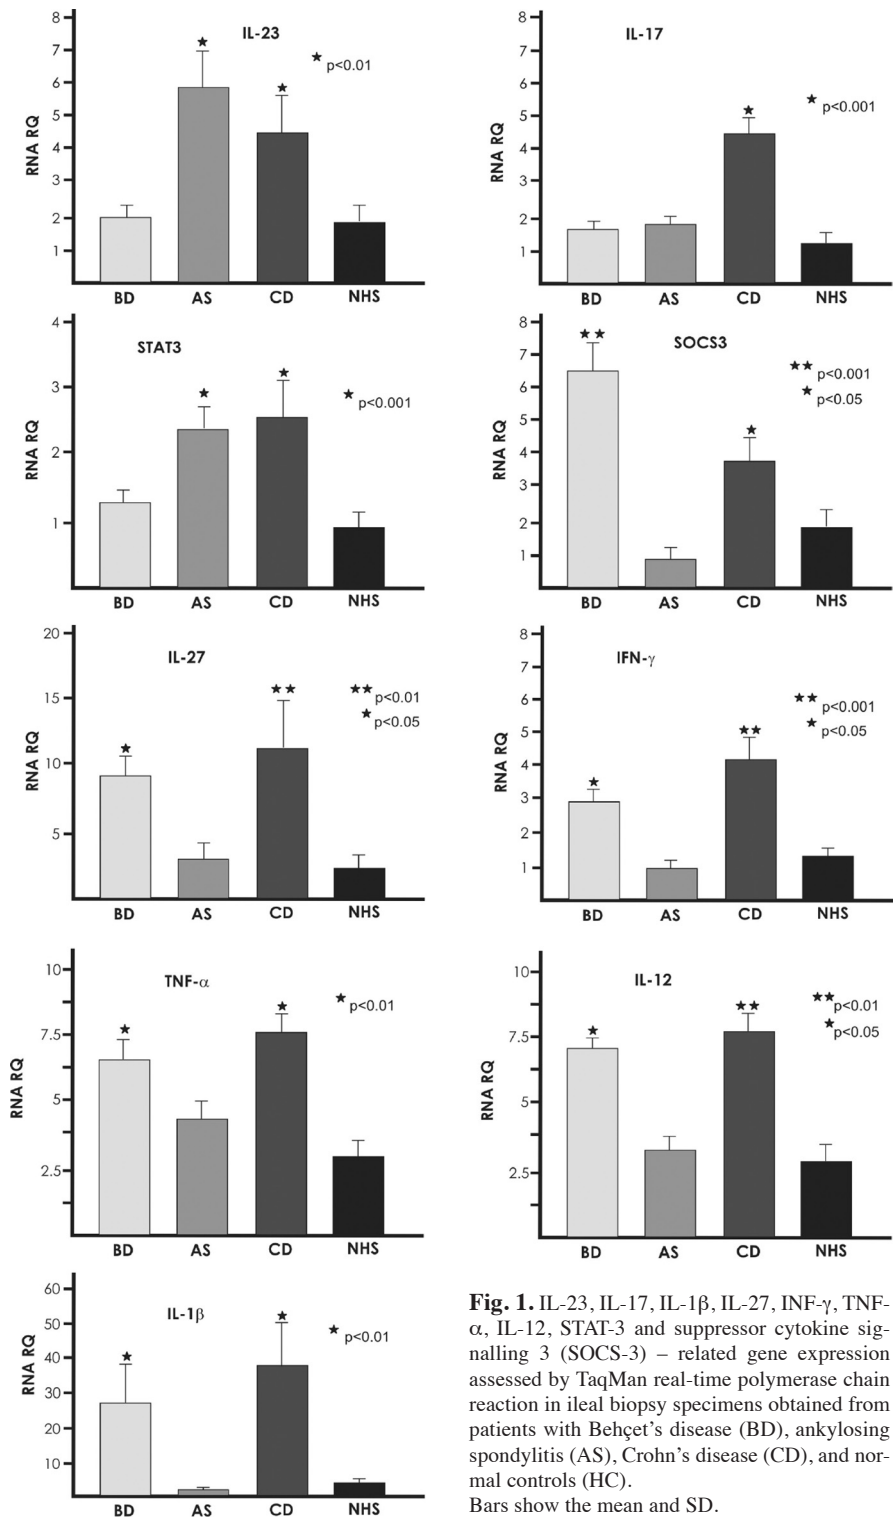 IL-23
★ p<0.01
RNA RQ
8
7
6
5
4
3
2
1
★
★
BD AS CD NHS
IL-17
★ p<0.001
RNA RQ
8
7
6
5
4
3
2
1
★
BD AS CD NHS
STAT3
★ p<0.001
RNA RQ
4
3
2
1
★
★
BD AS CD NHS
SOCS3
★★ p<0.001
★ p<0.05
RNA RQ
8
7
6
5
4
3
2
1
★★
★
BD AS CD NHS
IL-27
★★ p<0.01
★ p<0.05
RNA RQ
20
15
10
5
★
★★
BD AS CD NHS
IFN-γ
★★ p<0.001
★ p<0.05
RNA RQ
8
7
6
5
4
3
2
1
★
★★
BD AS CD NHS
TNF-α
★ p<0.01
RNA RQ
10
7.5
5
2.5
★
★
BD AS CD NHS
IL-12
★★ p<0.01
★ p<0.05
RNA RQ
10
7.5
5
2.5
★
★★
BD AS CD NHS
IL-1β
★ p<0.01
RNA RQ
60
50
40
30
20
10
★
★
BD AS CD NHS
Fig. 1. IL-23, IL-17, IL-1β, IL-27, INF-γ, TNF-
α, IL-12, STAT-3 and suppressor cytokine sig-
nalling 3 (SOCS-3) – related gene expression
assessed by TaqMan real-time polymerase chain
reaction in ileal biopsy specimens obtained from
patients with Behçet's disease (BD), ankylosing
spondylitis (AS), Crohn's disease (CD), and nor-
mal controls (HC).
Bars show the mean and SD.